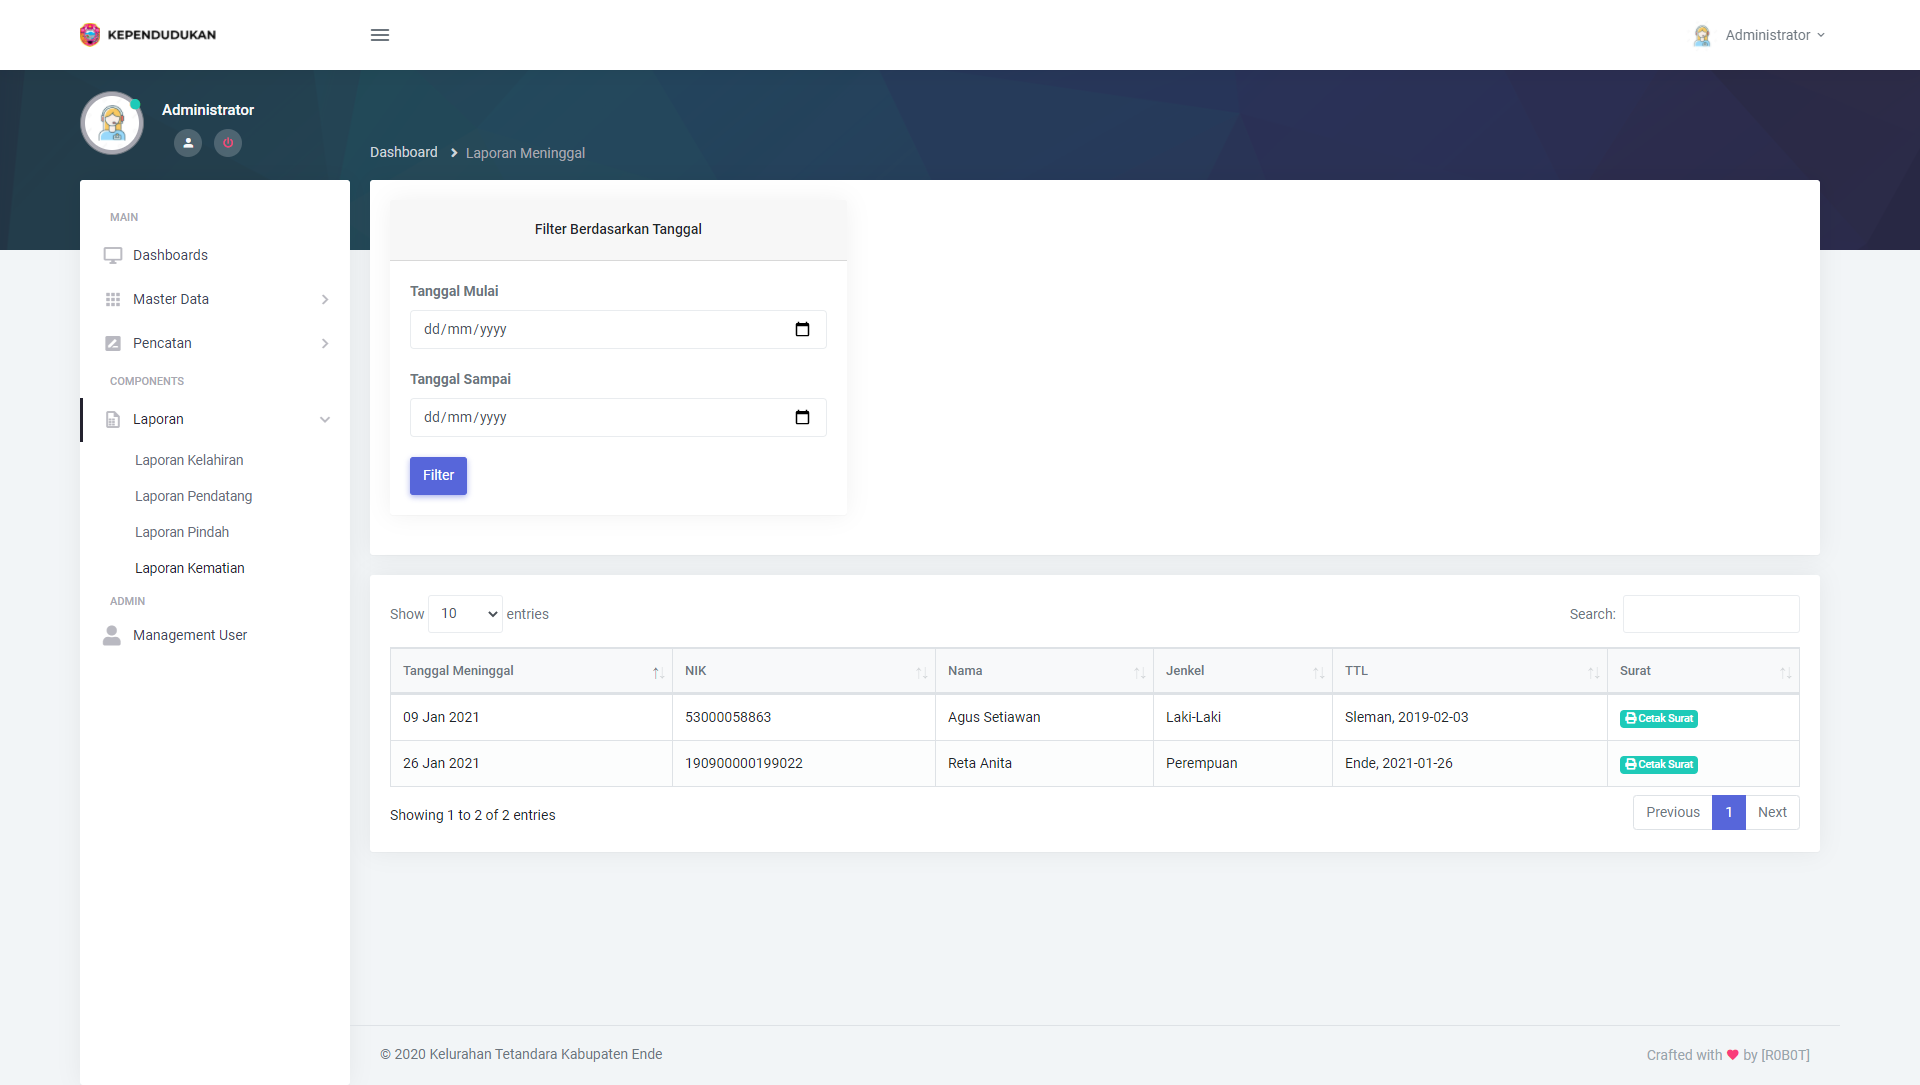 KEPENDUDUKAN
Administrator
Administrator
Dashboard
Laporan Meninggal
MAIN
Dashboards
Master Data
Pencatan
COMPONENTS
Laporan
Laporan Kelahiran
Laporan Pendatang
Laporan Pindah
Laporan Kematian
ADMIN
Management User
Filter Berdasarkan Tanggal
Tanggal Mulai
dd/mm/yyyy
Tanggal Sampai
dd/mm/yyyy
Filter
Show 10 entries
Search:
Tanggal Meninggal NIK Nama Jenkel TTL Surat
09 Jan 2021 53000058863 Agus Setiawan Laki-Laki Sleman, 2019-02-03 Cetak Surat
26 Jan 2021 190900000199022 Reta Anita Perempuan Ende, 2021-01-26 Cetak Surat
Showing 1 to 2 of 2 entries
Previous 1 Next
© 2020 Kelurahan Tetandara Kabupaten Ende
Crafted with ❤ by [R0B0T]